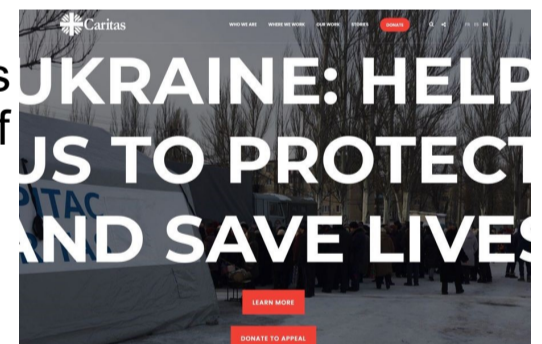 Caritas
WHO WE ARE WHERE WE WORK OUR WORK STORIES DONATE EN
s
f
UKRAINE: HELP
US TO PROTECT
AND SAVE LIVES
LEARN MORE
DONATE TO APPEAL